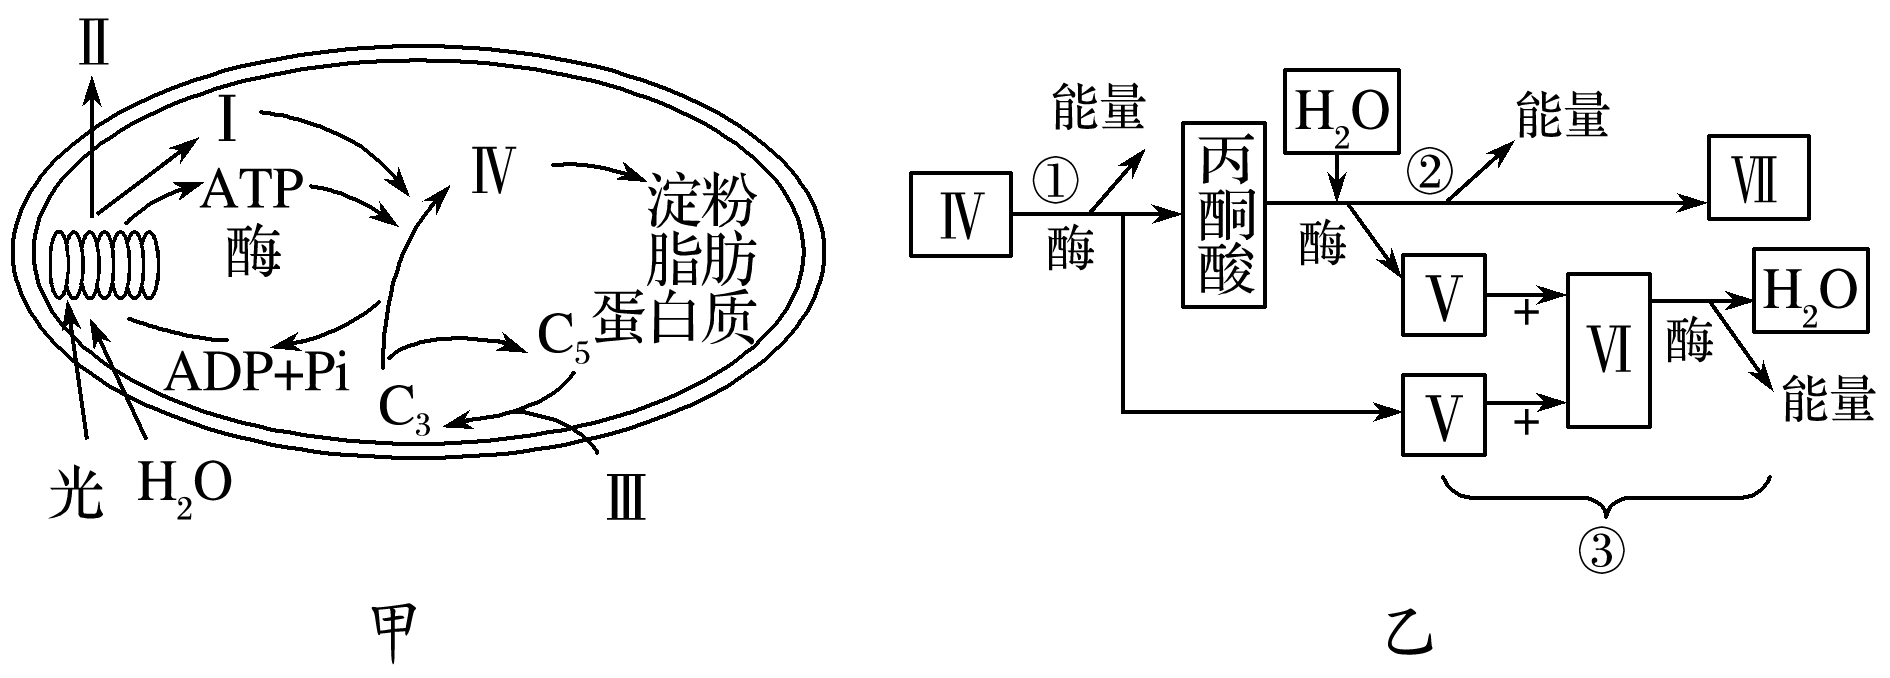 Ⅱ
Ⅰ
ATP
酶
Ⅳ
淀粉
脂肪
蛋白质
C₅
ADP+Pi
C₃
光
H₂O
Ⅲ
甲
Ⅳ
①
能量
酶
丙酮酸
H₂O
②
能量
酶
Ⅶ
Ⅴ
+
Ⅵ
H₂O
酶
能量
Ⅴ
+
③
乙